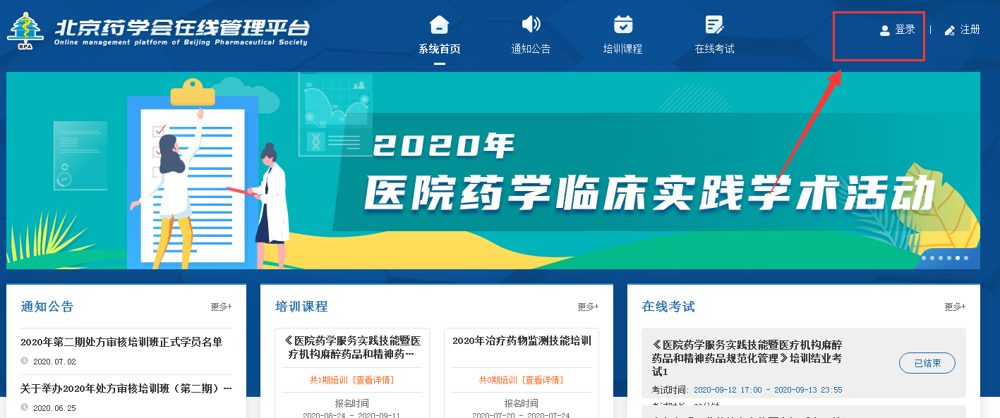 北京药学会在线管理平台
Online management platform of Beijing Pharmaceutical Society
BPA
系统首页
通知公告
培训课程
在线考试
登录
注册
2020年
医院药学临床实践学术活动
通知公告
更多+
2020年第二期处方审核培训班正式学员名单
2020.07.02
关于举办2020年处方审核培训班（第二期）…
2020.06.25
培训课程
更多+
《医院药学服务实践技能暨医
疗机构麻醉药品和精神药…
共1期培训 [查看详情]
报名时间
2020-08-24 - 2020-09-11
2020年治疗药物监测技能培训
共0期培训 [查看详情]
报名时间
2020-07-20 - 2020-07-24
在线考试
更多+
《医院药学服务实践技能暨医疗机构麻醉
药品和精神药品规范化管理》培训结业考
试1
已结束
考试时间：2020-09-12 17:00 - 2020-09-13 23:55